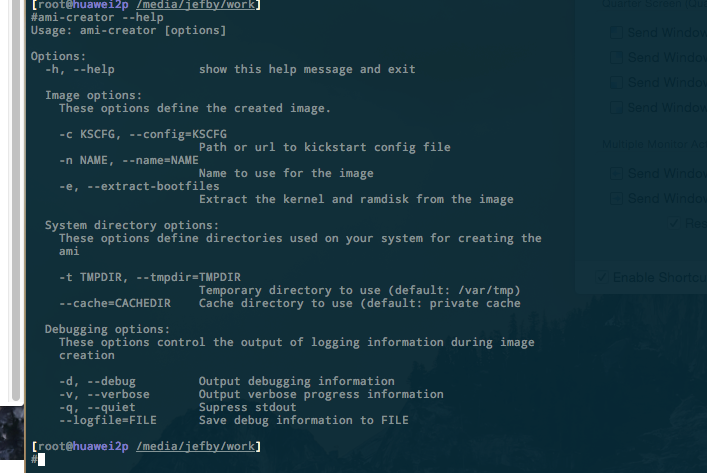 [root@huawei2p /media/jefby/work]
#ami-creator --help
Usage: ami-creator [options]
Options:
-h, --help show this help message and exit
Image options:
These options define the created image.
-c KSCFG, --config=KSCFG
Path or url to kickstart config file
-n NAME, --name=NAME
Name to use for the image
-e, --extract-bootfiles
Extract the kernel and ramdisk from the image
System directory options:
These options define directories used on your system for creating the
ami
-t TMPDIR, --tmpdir=TMPDIR
Temporary directory to use (default: /var/tmp)
--cache=CACHEDIR Cache directory to use (default: private cache
Debugging options:
These options control the output of logging information during image
creation
-d, --debug Output debugging information
-v, --verbose Output verbose progress information
-q, --quiet Supress stdout
--logfile=FILE Save debug information to FILE
[root@huawei2p /media/jefby/work]
#
Send Window
Send Window
Send Window
Send Window
Multiple Monitor
Send Window
Send Window
Enable Shortcu